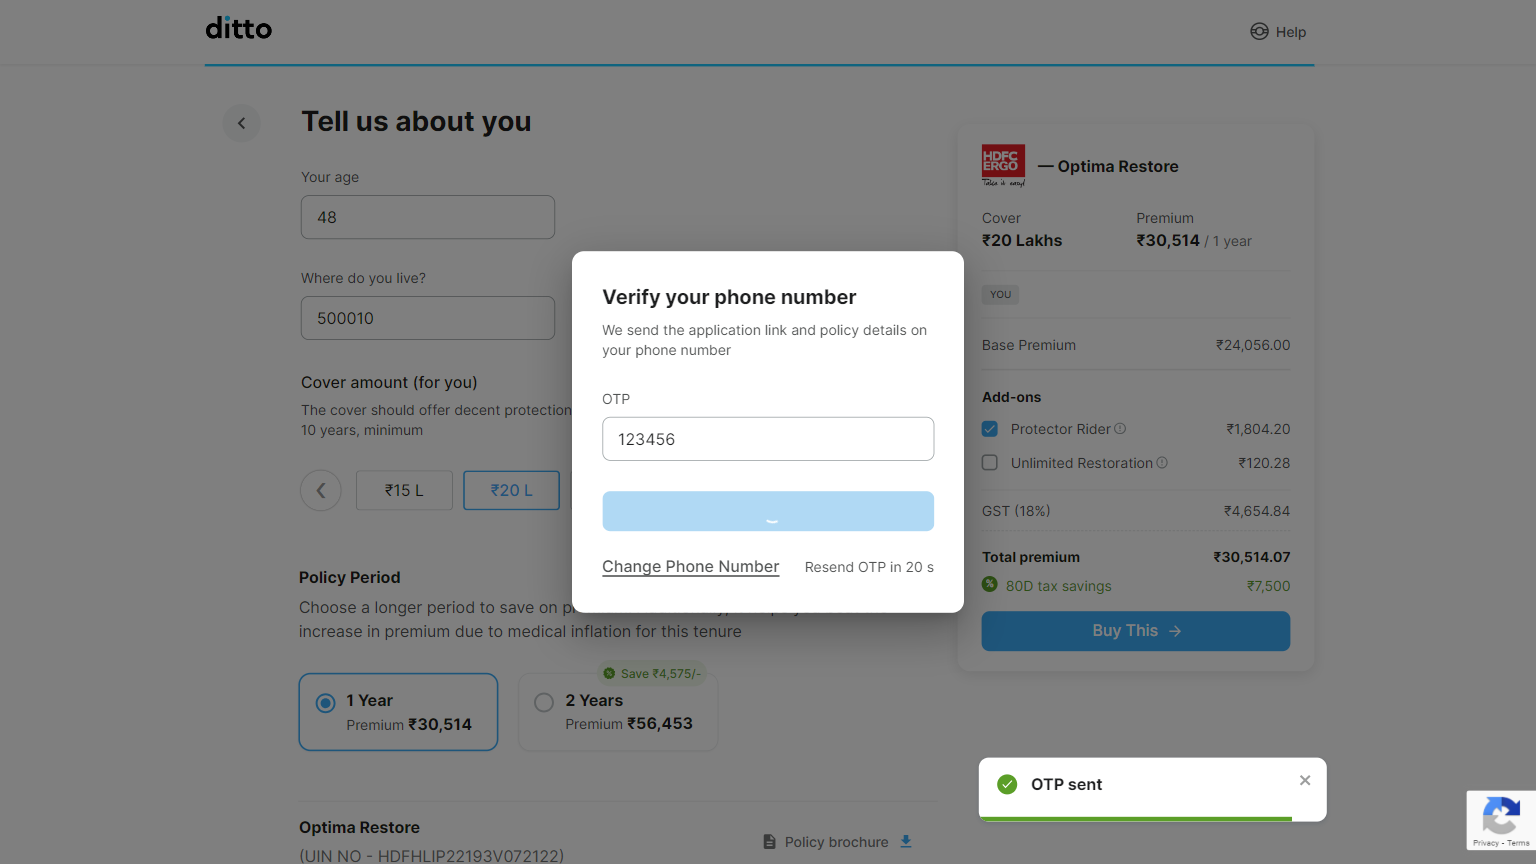 ditto
Help
Tell us about you
Your age
48
Where do you live?
500010
Cover amount (for you)
The cover should offer decent protection
10 years, minimum
₹15 L
₹20 L
Policy Period
Choose a longer period to save on
increase in premium due to medical inflation for this tenure
1 Year
Premium ₹30,514
Save ₹4,575/-
2 Years
Premium ₹56,453
Optima Restore
(UIN NO - HDFHLIP22193V072122)
Policy brochure
Verify your phone number
We send the application link and policy details on
your phone number
OTP
123456
Change Phone Number
Resend OTP in 20 s
HDFC
ERGO
Take it easy!
— Optima Restore
Cover
Premium
₹20 Lakhs
₹30,514 / 1 year
YOU
Base Premium
₹24,056.00
Add-ons
Protector Rider
₹1,804.20
Unlimited Restoration
₹120.28
GST (18%)
₹4,654.84
Total premium
₹30,514.07
80D tax savings
₹7,500
Buy This →
OTP sent
Privacy - Terms